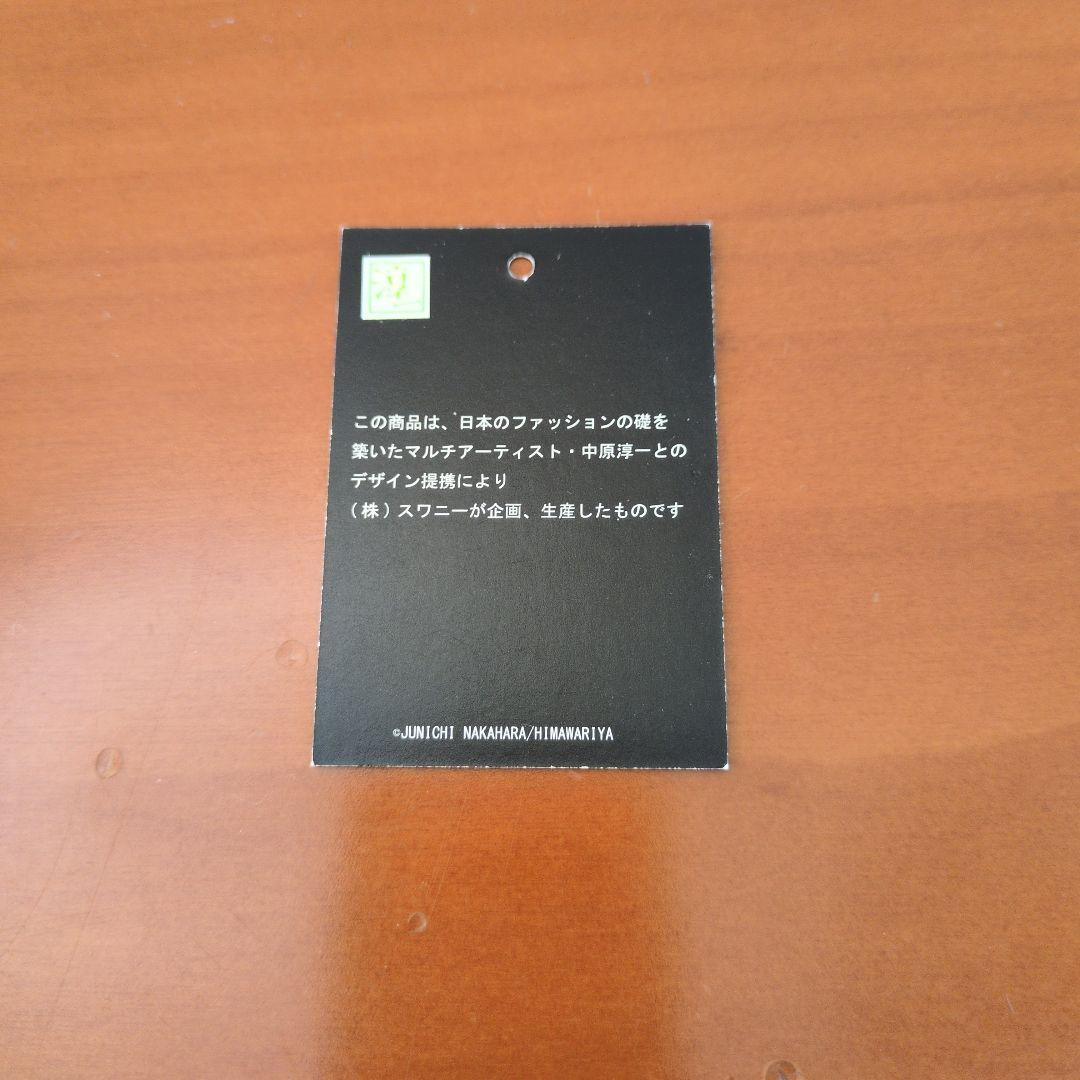 この商品は、日本のファッションの礎を
築いたマルチアーティスト・中原淳一との
デザイン提携により
（株）スワニーが企画、生産したものです
©JUNICHI NAKAHARA/HIMAWARIYA